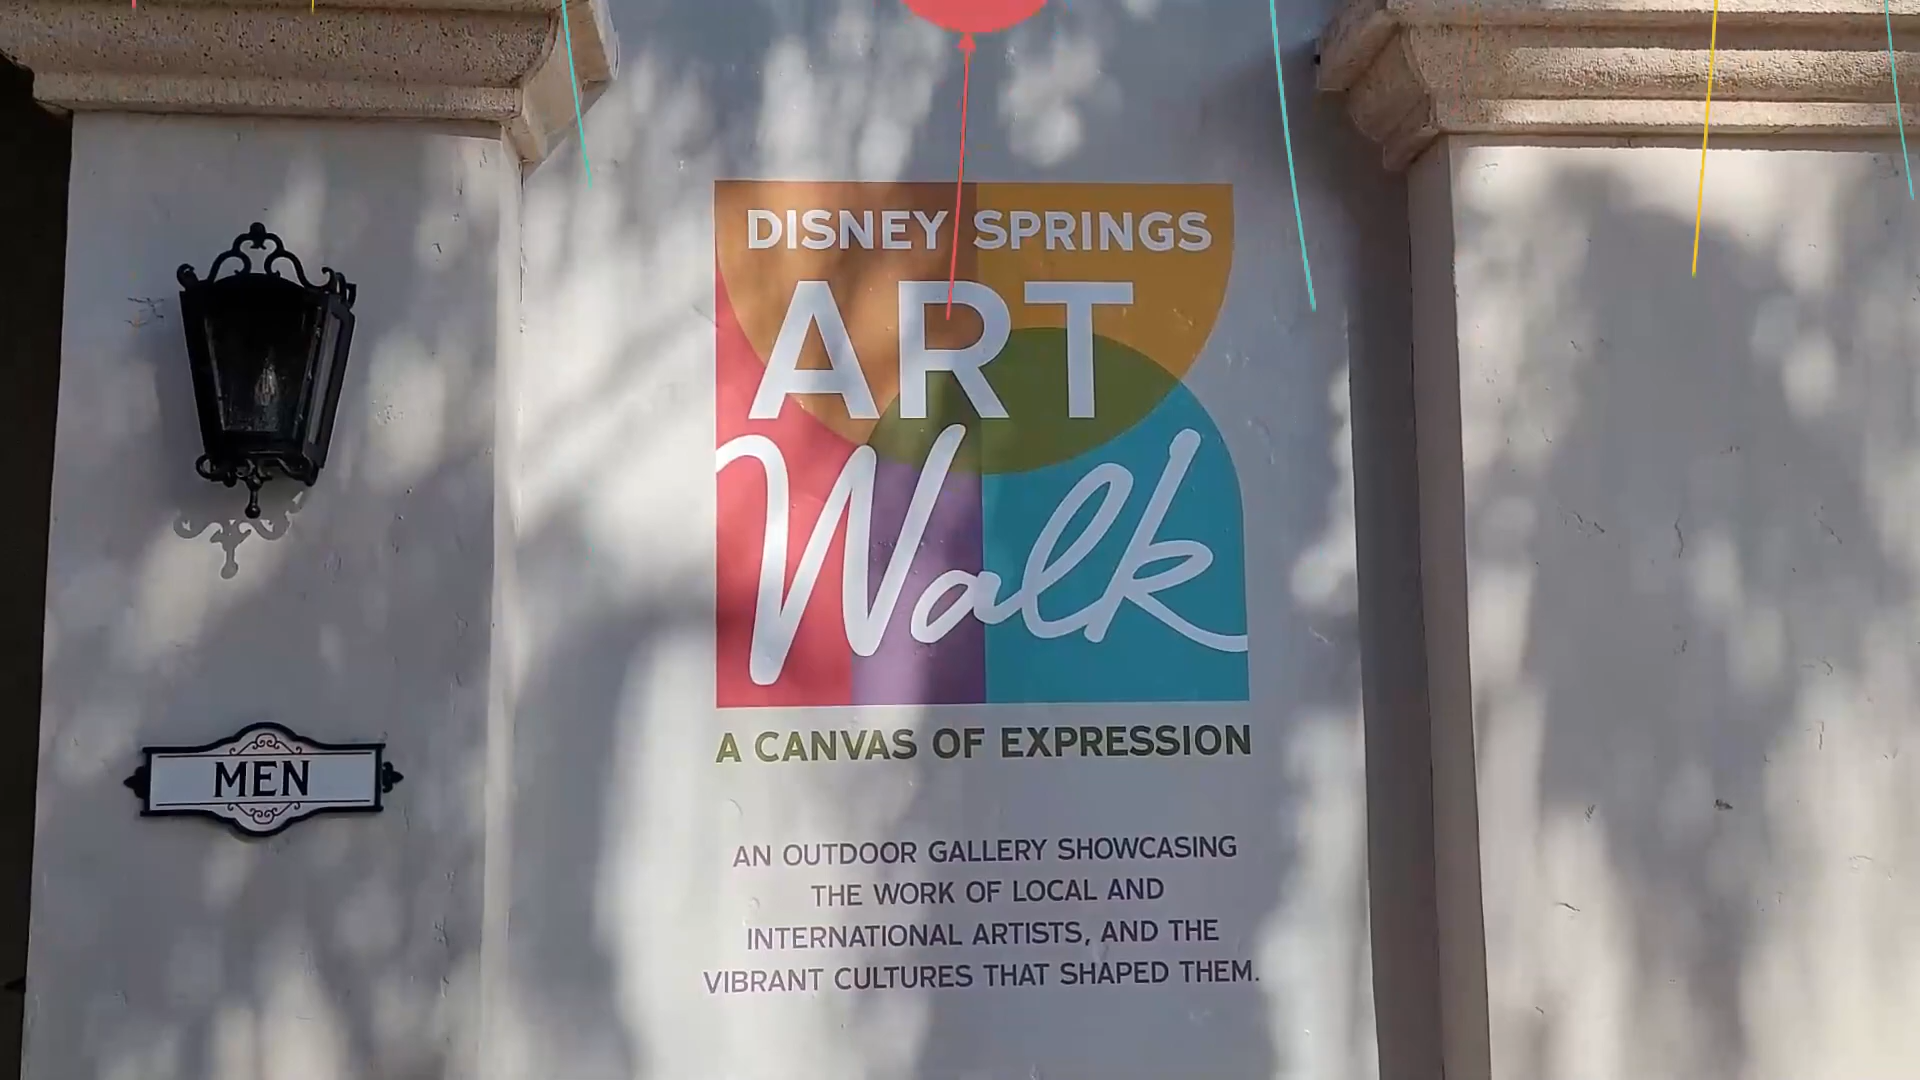 DISNEY SPRINGS
ART
Walk
A CANVAS OF EXPRESSION
AN OUTDOOR GALLERY SHOWCASING
THE WORK OF LOCAL AND
INTERNATIONAL ARTISTS, AND THE
VIBRANT CULTURES THAT SHAPED THEM.
MEN